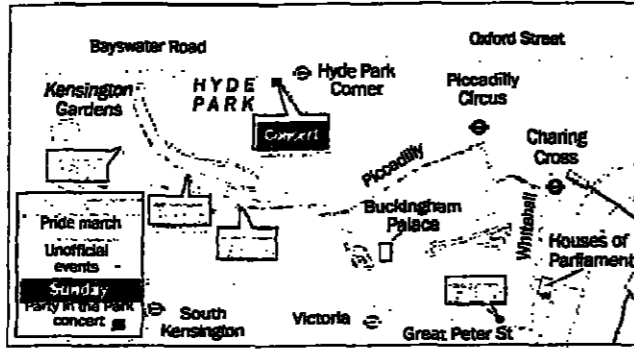 Bayswater Road
Oxford Street
HYDE
PARK
Hyde Park
Corner
Kensington
Gardens
Piccadilly
Circus
Concert
Charing
Cross
Piccadilly
Buckingham
Palace
Whitehall
Houses of
Parliament
Pride march
Unofficial
events
Sunday
Party in the Park
concert
South
Kensington
Victoria
Great Peter St